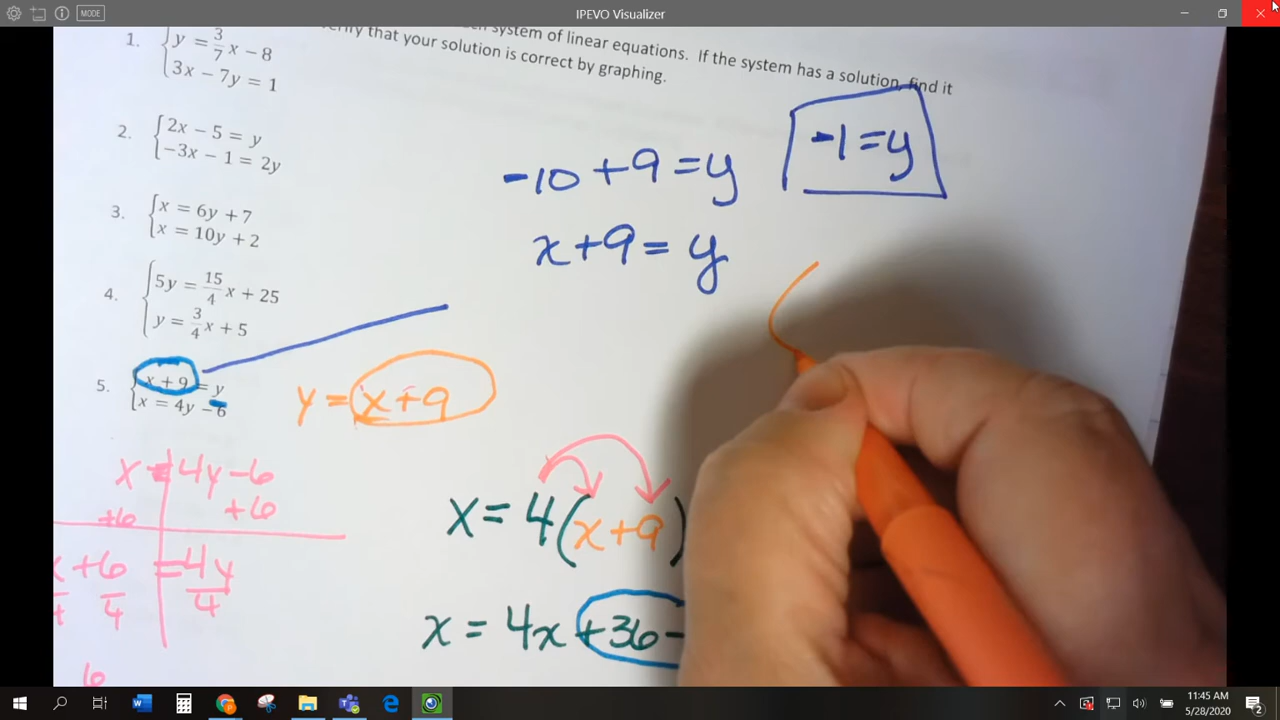 MODE
IPEVO Visualizer
system of linear equations. If the system has a solution, find it
that your solution is correct by graphing.
1. y = 3/7 x − 8
3x − 7y = 1
2. 2x − 5 = y
−3x − 1 = 2y
3. x = 6y + 7
x = 10y + 2
4. 5y = 15/4 x + 25
y = 3/4 x + 5
5. x + 9 = y
x = 4y − 6
-10 + 9 = y
-1 = y
x + 9 = y
y = x + 9
x = 4y - 6
+6 +6
x + 6 = 4y
4 4 4
6
x = 4(x + 9)
x = 4x + 36 -
11:45 AM
5/28/2020
2